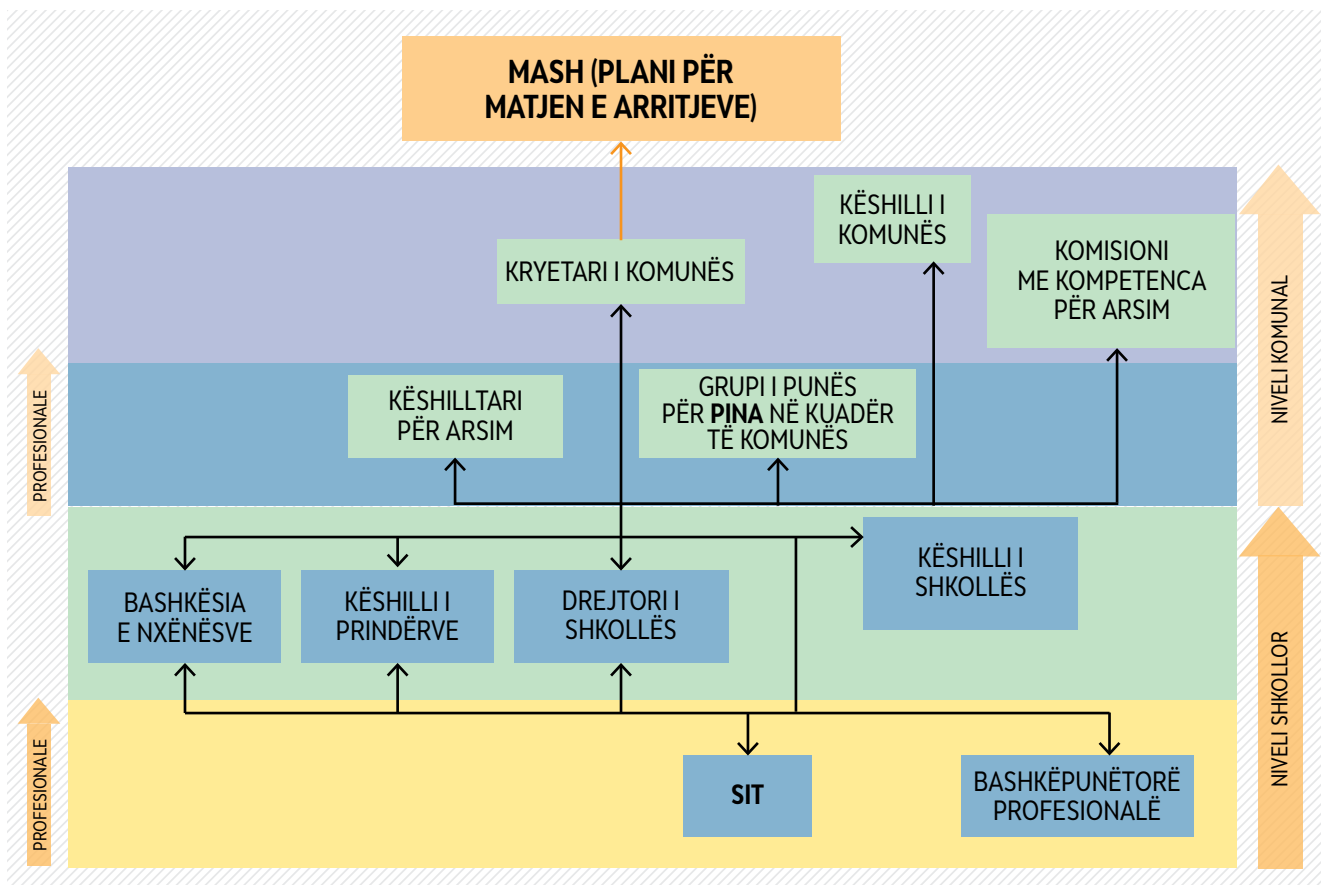 MASH (PLANI PËR
MATJEN E ARRITJEVE)
KËSHILLI I
KOMUNËS
KRYETARI I KOMUNËS
KOMISIONI
ME KOMPETENCA
PËR ARSIM
KËSHILLTARI
PËR ARSIM
GRUPI I PUNËS
PËR PINA NË KUADËR
TË KOMUNËS
PROFESIONALE
NIVELI KOMUNAL
BASHKËSIA
E NXËNËSVE
KËSHILLI I
PRINDËRVE
DREJTORI I
SHKOLLËS
KËSHILLI I
SHKOLLËS
SIT
BASHKËPUNËTORË
PROFESIONALË
PROFESIONALE
NIVELI SHKOLLOR